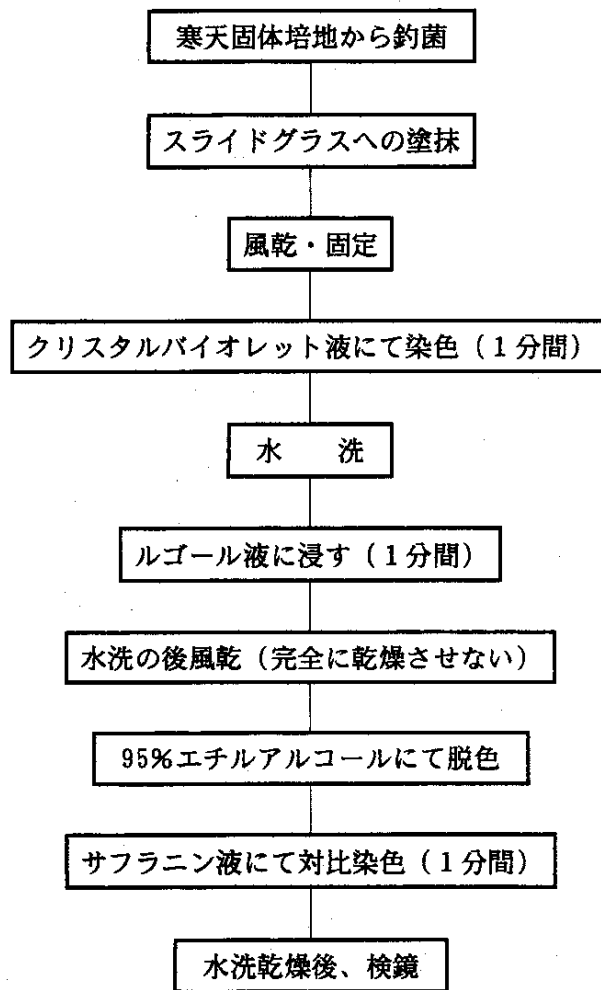 寒天固体培地から釣菌
スライドグラスへの塗抹
風乾・固定
クリスタルバイオレット液にて染色(1分間)
水　洗
ルゴール液に浸す(1分間)
水洗の後風乾(完全に乾燥させない)
95%エチルアルコールにて脱色
サフラニン液にて対比染色(1分間)
水洗乾燥後、検鏡